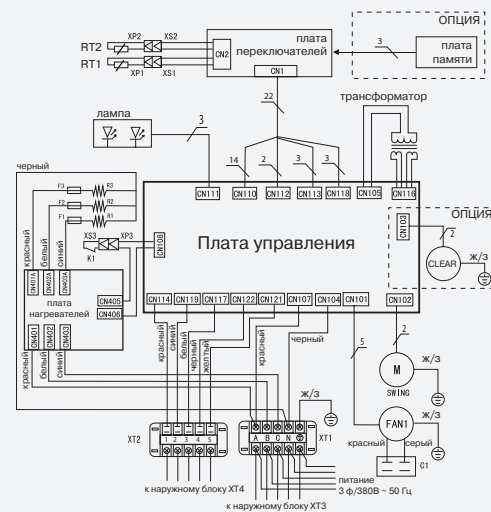 ОПЦИЯ
XP2 XS2
RT2
RT1
XP1 XS1
CN2
плата
переключателей
CN1
3
плата
памяти
22
трансформатор
лампа
3
14
2
3
3
черный
CN111
CN110
CN112
CN113
CN118
CN105
CN116
F3
R3
F2
R2
F1
R1
красный
белый
синий
XS3
XP3
K1
CN108
Плата управления
CN103
ОПЦИЯ
2
CLEAR
Ж/З
CN401A
CN402A
CN403A
плата
нагревателей
CN405
CN406
CN401
CN402
CN403
CN114
CN119
CN117
CN122
CN121
CN107
CN104
CN101
CN102
красный
синий
белый
черный
желтый
красный
черный
красный
белый
синий
5
2
M
SWING
Ж/З
Ж/З
XT2
1 2 3 4 5
A B C N
XT1
FAN1
Ж/З
красный
серый
C1
к наружному блоку XT4
питание
3 ф/380В ~ 50 Гц
к наружному блоку XT3